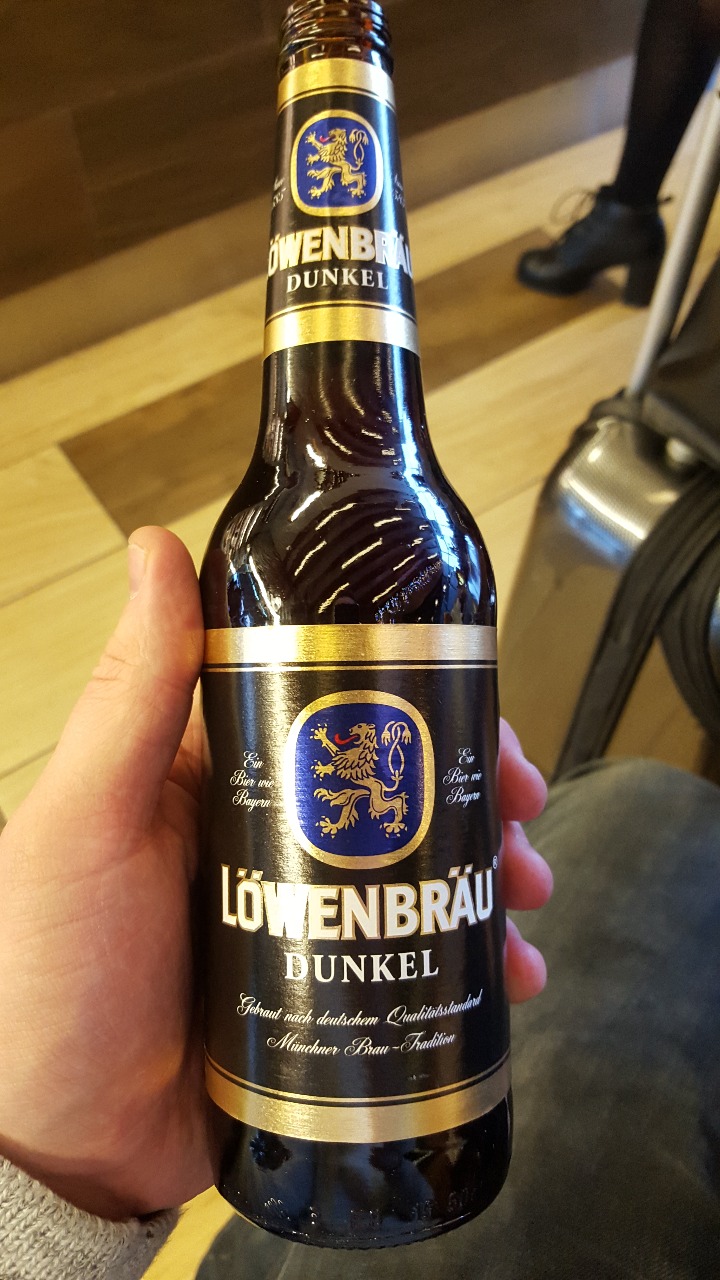 LÖWENBRÄU
DUNKEL
Ein
Bier wie
Bayern
Ein
Bier wie
Bayern
LÖWENBRÄU®
DUNKEL
Gebraut nach deutschem Qualitätsstandard
Münchner Brau-Tradition